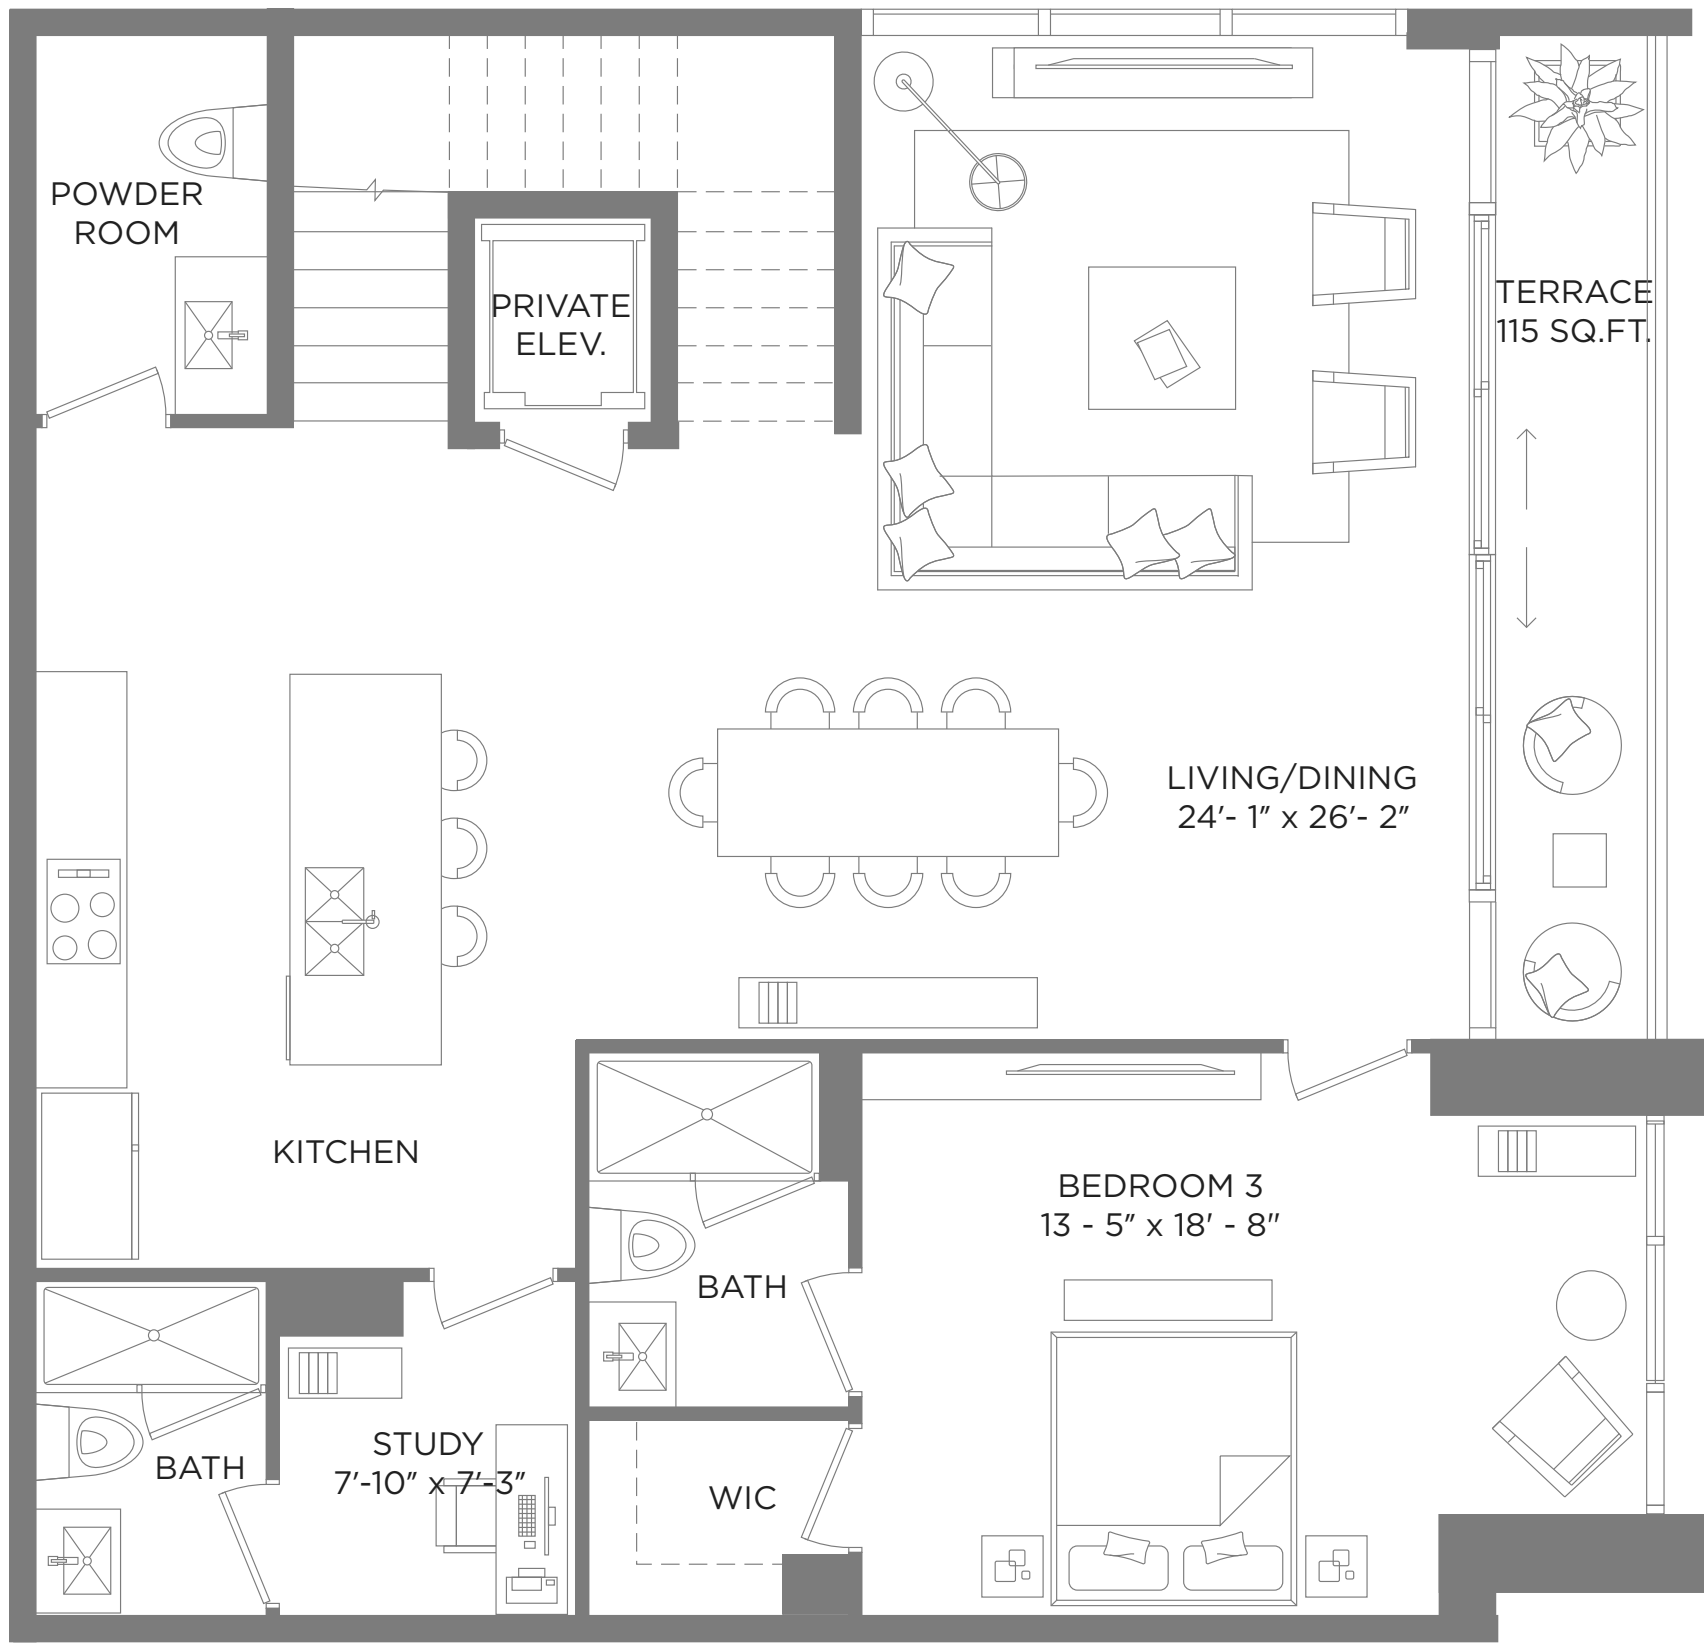 POWDER
ROOM
PRIVATE
ELEV.
TERRACE
115 SQ.FT.
LIVING/DINING
24'- 1" x 26'- 2"
KITCHEN
BEDROOM 3
13 - 5" x 18' - 8"
BATH
STUDY
7'-10" x 7'-3"
BATH
WIC